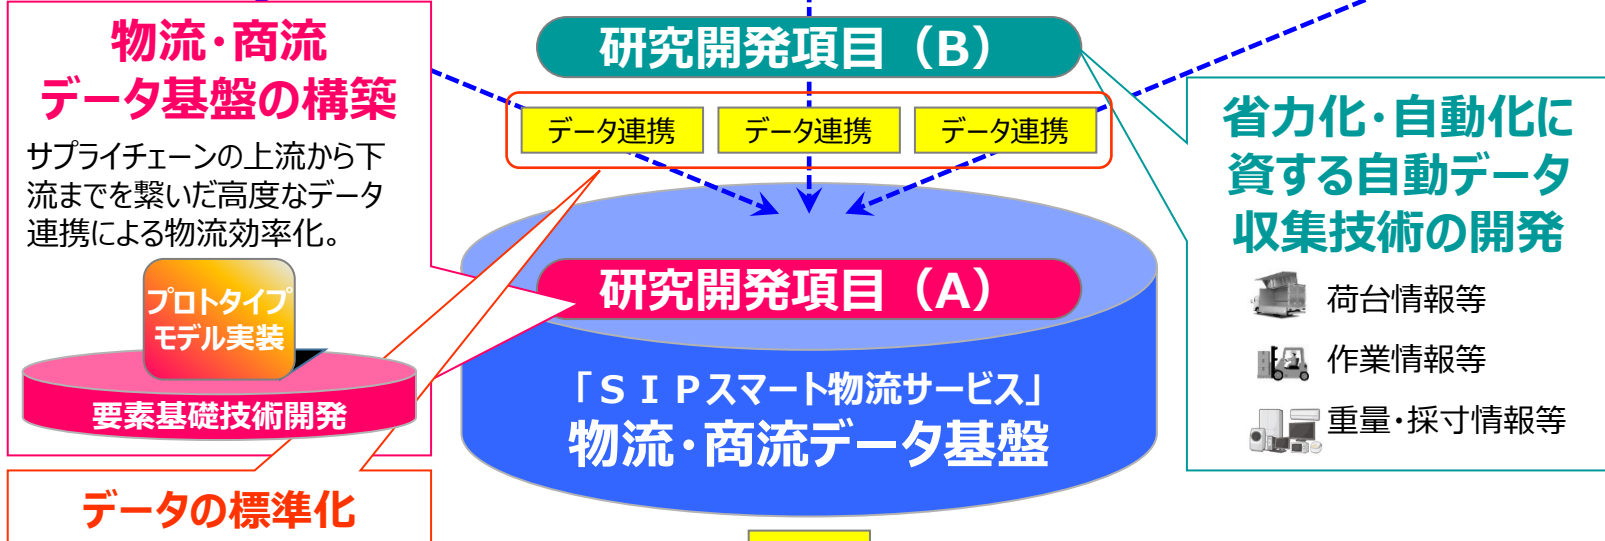 物流・商流
データ基盤の構築
サプライチェーンの上流から下
流までを繋いだ高度なデータ
連携による物流効率化。
プロトタイプ
モデル実装
要素基礎技術開発
データの標準化
研究開発項目（B）
データ連携 データ連携 データ連携
研究開発項目（A）
「ＳＩＰスマート物流サービス」
物流・商流データ基盤
省力化・自動化に
資する自動データ
収集技術の開発
荷台情報等
作業情報等
重量・採寸情報等